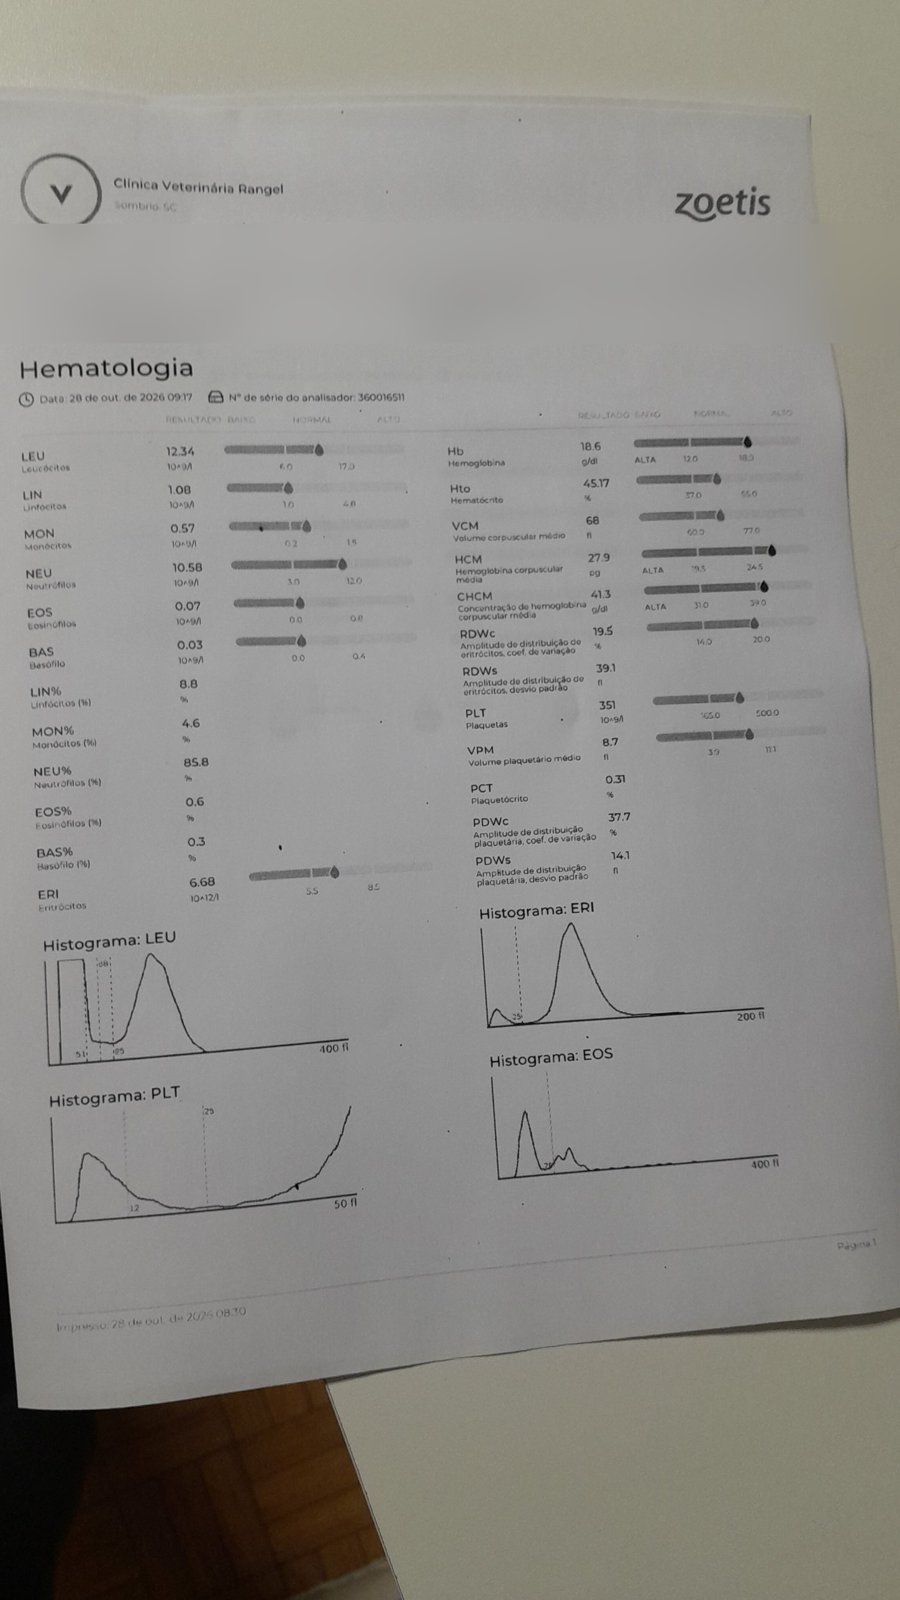 V
Clínica Veterinária Rangel
Sombrio, SC
zoetis
Hematologia
Data: 28 de out. de 2026 09:17 Nº de série do analisador: 360016511
RESULTADO BAIXO NORMAL ALTO
LEU 12.34
Leucócitos 10^9/l 6.0 17.0
LIN 1.08
Linfócitos 10^9/l 1.0 4.8
MON 0.57
Monócitos 10^9/l 0.2 1.5
NEU 10.58
Neutrófilos 10^9/l 3.0 12.0
EOS 0.07
Eosinófilos 10^9/l 0.0 0.8
BAS 0.03
Basófilo 10^9/l 0.0 0.4
LIN% 8.8
Linfócitos (%) %
MON% 4.6
Monócitos (%) %
NEU% 85.8
Neutrófilos (%) %
EOS% 0.6
Eosinófilos (%) %
BAS% 0.3
Basófilo (%) %
ERI 6.68
Eritrócitos 10^12/l 5.5 8.5
RESULTADO BAIXO NORMAL ALTO
Hb 18.6
Hemoglobina g/dl ALTA 12.0 18.0
Hto 45.17
Hematócrito % 37.0 55.0
VCM 68
Volume corpuscular médio fl 60.0 77.0
HCM 27.9
Hemoglobina corpuscular
média pg ALTA 19.5 24.5
CHCM 41.3
Concentração de hemoglobina
corpuscular média g/dl ALTA 31.0 39.0
RDWc 19.5
Amplitude de distribuição de
eritrócitos, coef. de variação % 14.0 20.0
RDWs 39.1
Amplitude de distribuição de
eritrócitos, desvio padrão fl
PLT 351
Plaquetas 10^9/l 165.0 500.0
VPM 8.7
Volume plaquetário médio fl 3.9 11.1
PCT 0.31
Plaquetócrito %
PDWc 37.7
Amplitude de distribuição
plaquetária, coef. de variação %
PDWs 14.1
Amplitude de distribuição
plaquetária, desvio padrão fl
Histograma: LEU
51 85
400 fl
Histograma: ERI
25
200 fl
Histograma: PLT
25
12
50 fl
Histograma: EOS
400 fl
Página 1
Impresso: 28 de out. de 2026 08:30